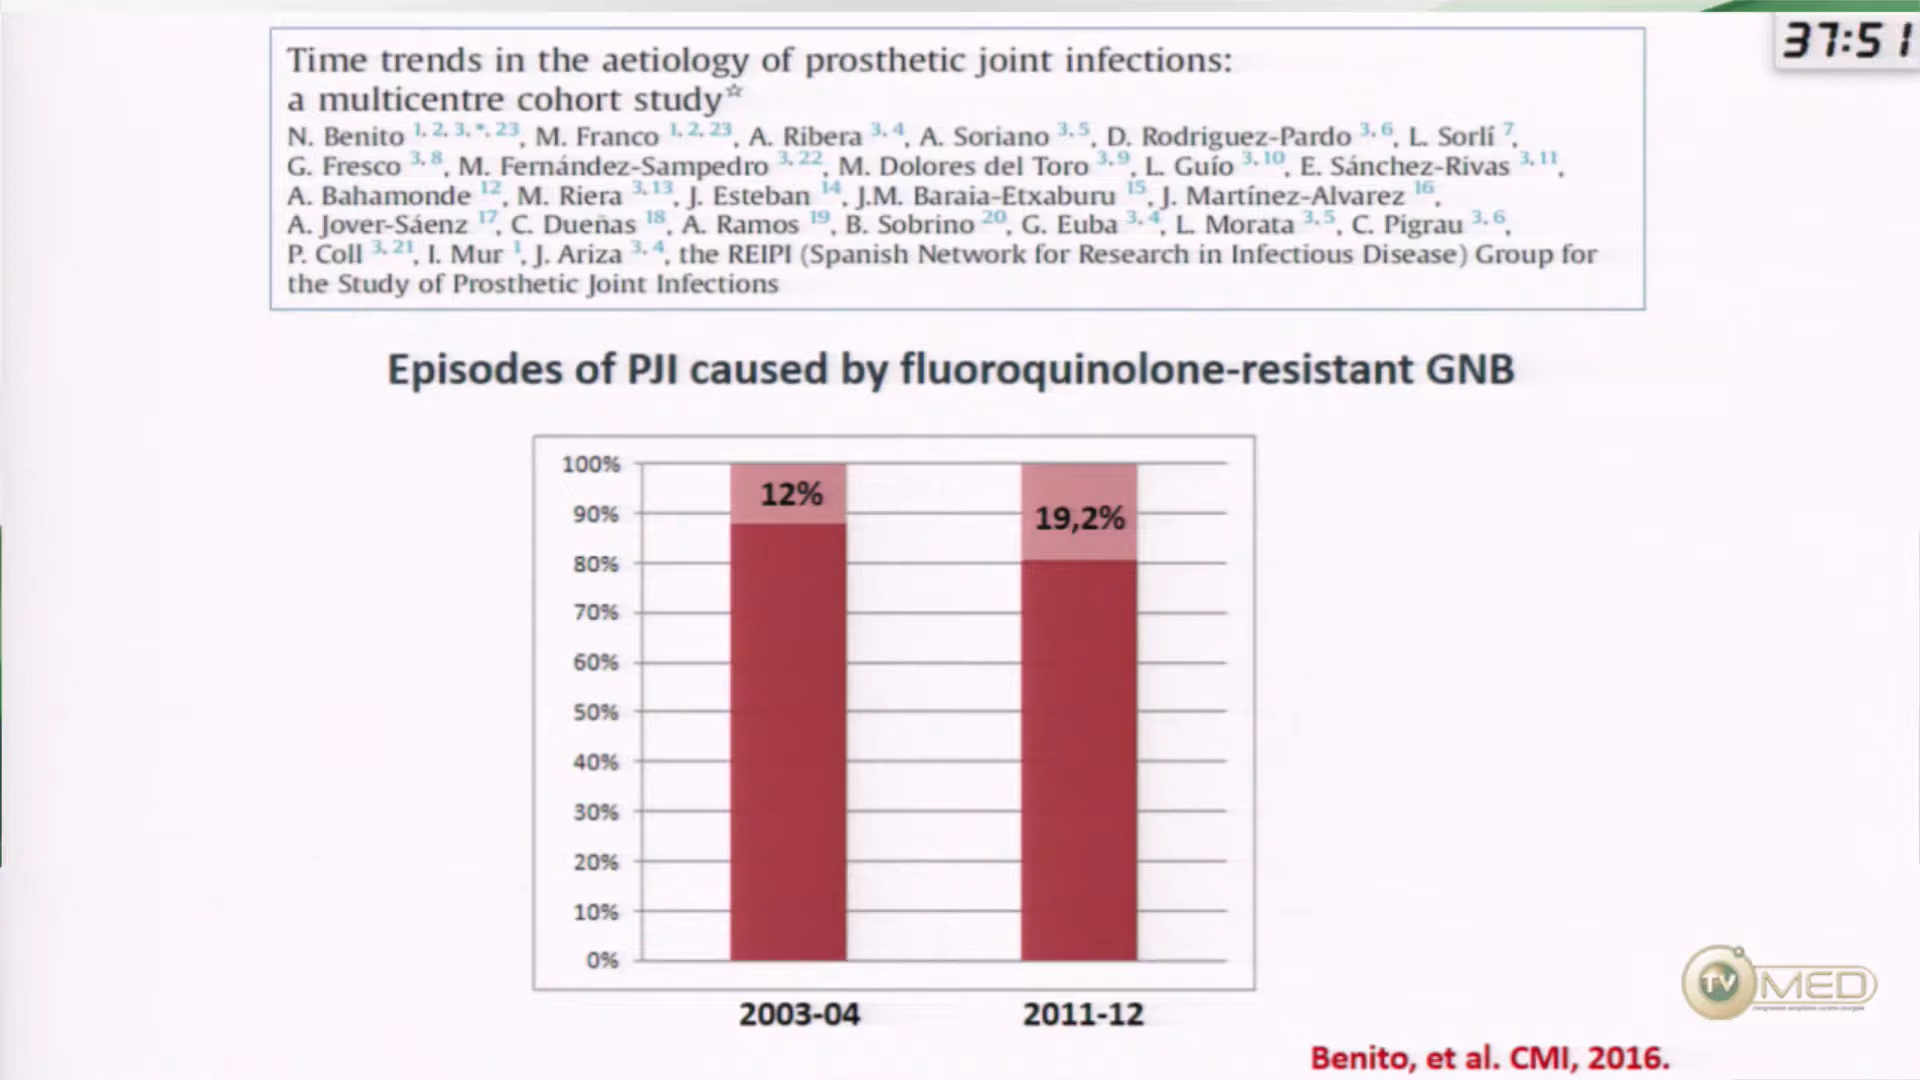 37:51
Time trends in the aetiology of prosthetic joint infections:
a multicentre cohort study☆
N. Benito 1, 2, 3, *, 23, M. Franco 1, 2, 23, A. Ribera 3, 4, A. Soriano 3, 5, D. Rodriguez-Pardo 3, 6, L. Sorlí 7,
G. Fresco 3, 8, M. Fernández-Sampedro 3, 22, M. Dolores del Toro 3, 9, L. Guío 3, 10, E. Sánchez-Rivas 3, 11,
A. Bahamonde 12, M. Riera 3, 13, J. Esteban 14, J.M. Baraia-Etxaburu 15, J. Martínez-Alvarez 16,
A. Jover-Sáenz 17, C. Dueñas 18, A. Ramos 19, B. Sobrino 20, G. Euba 3, 4, L. Morata 3, 5, C. Pigrau 3, 6,
P. Coll 3, 21, I. Mur 1, J. Ariza 3, 4, the REIPI (Spanish Network for Research in Infectious Disease) Group for
the Study of Prosthetic Joint Infections
Episodes of PJI caused by fluoroquinolone-resistant GNB
100%
90%
80%
70%
60%
50%
40%
30%
20%
10%
0%
12%
19,2%
2003-04
2011-12
TV MED
Benito, et al. CMI, 2016.